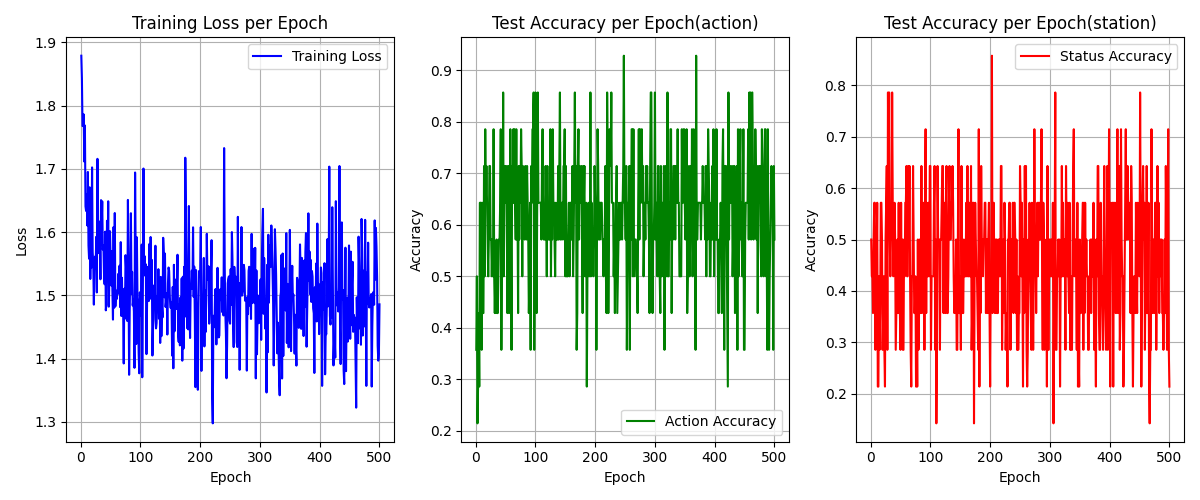 Training Loss per Epoch
Training Loss
1.9
1.8
1.7
1.6
1.5
1.4
1.3
Loss
0 100 200 300 400 500
Epoch
Test Accuracy per Epoch(action)
Action Accuracy
0.9
0.8
0.7
0.6
0.5
0.4
0.3
0.2
Accuracy
0 100 200 300 400 500
Epoch
Test Accuracy per Epoch(station)
Status Accuracy
0.8
0.7
0.6
0.5
0.4
0.3
0.2
Accuracy
0 100 200 300 400 500
Epoch